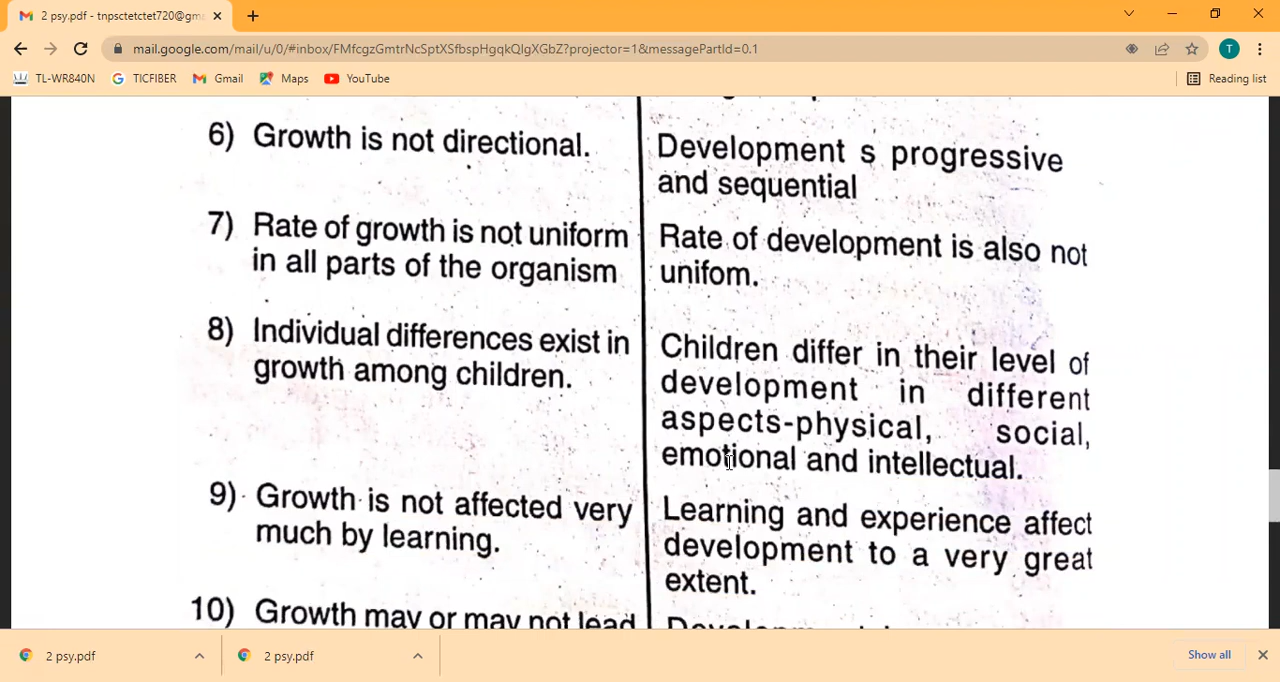 2 psy.pdf - tnpsctetctet720@gm
mail.google.com/mail/u/0/#inbox/FMfcgzGmtrNcSptXSfbspHgqkQlgXGbZ?projector=1&messagePartId=0.1
T
TL-WR840N TICFIBER Gmail Maps YouTube Reading list
6) Growth is not directional.
Development s progressive
and sequential
7) Rate of growth is not uniform
in all parts of the organism
Rate of development is also not
unifom.
8) Individual differences exist in
growth among children.
Children differ in their level of
development in different
aspects-physical, social,
emotional and intellectual.
9) Growth is not affected very
much by learning.
Learning and experience affect
development to a very great
extent.
10) Growth may or may not lead
2 psy.pdf 2 psy.pdf Show all